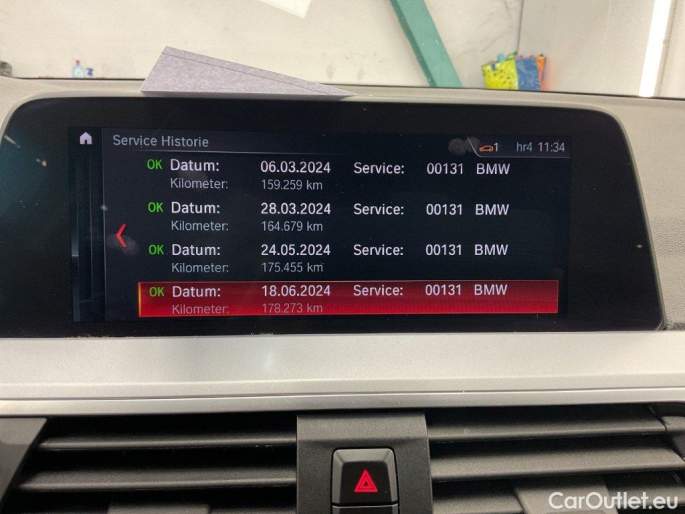 Service Historie
1 hr4 11:34
OK Datum: 06.03.2024 Service: 00131 BMW
Kilometer: 159.259 km
OK Datum: 28.03.2024 Service: 00131 BMW
Kilometer: 164.679 km
OK Datum: 24.05.2024 Service: 00131 BMW
Kilometer: 175.455 km
OK Datum: 18.06.2024 Service: 00131 BMW
Kilometer: 178.273 km
CarOutlet.eu